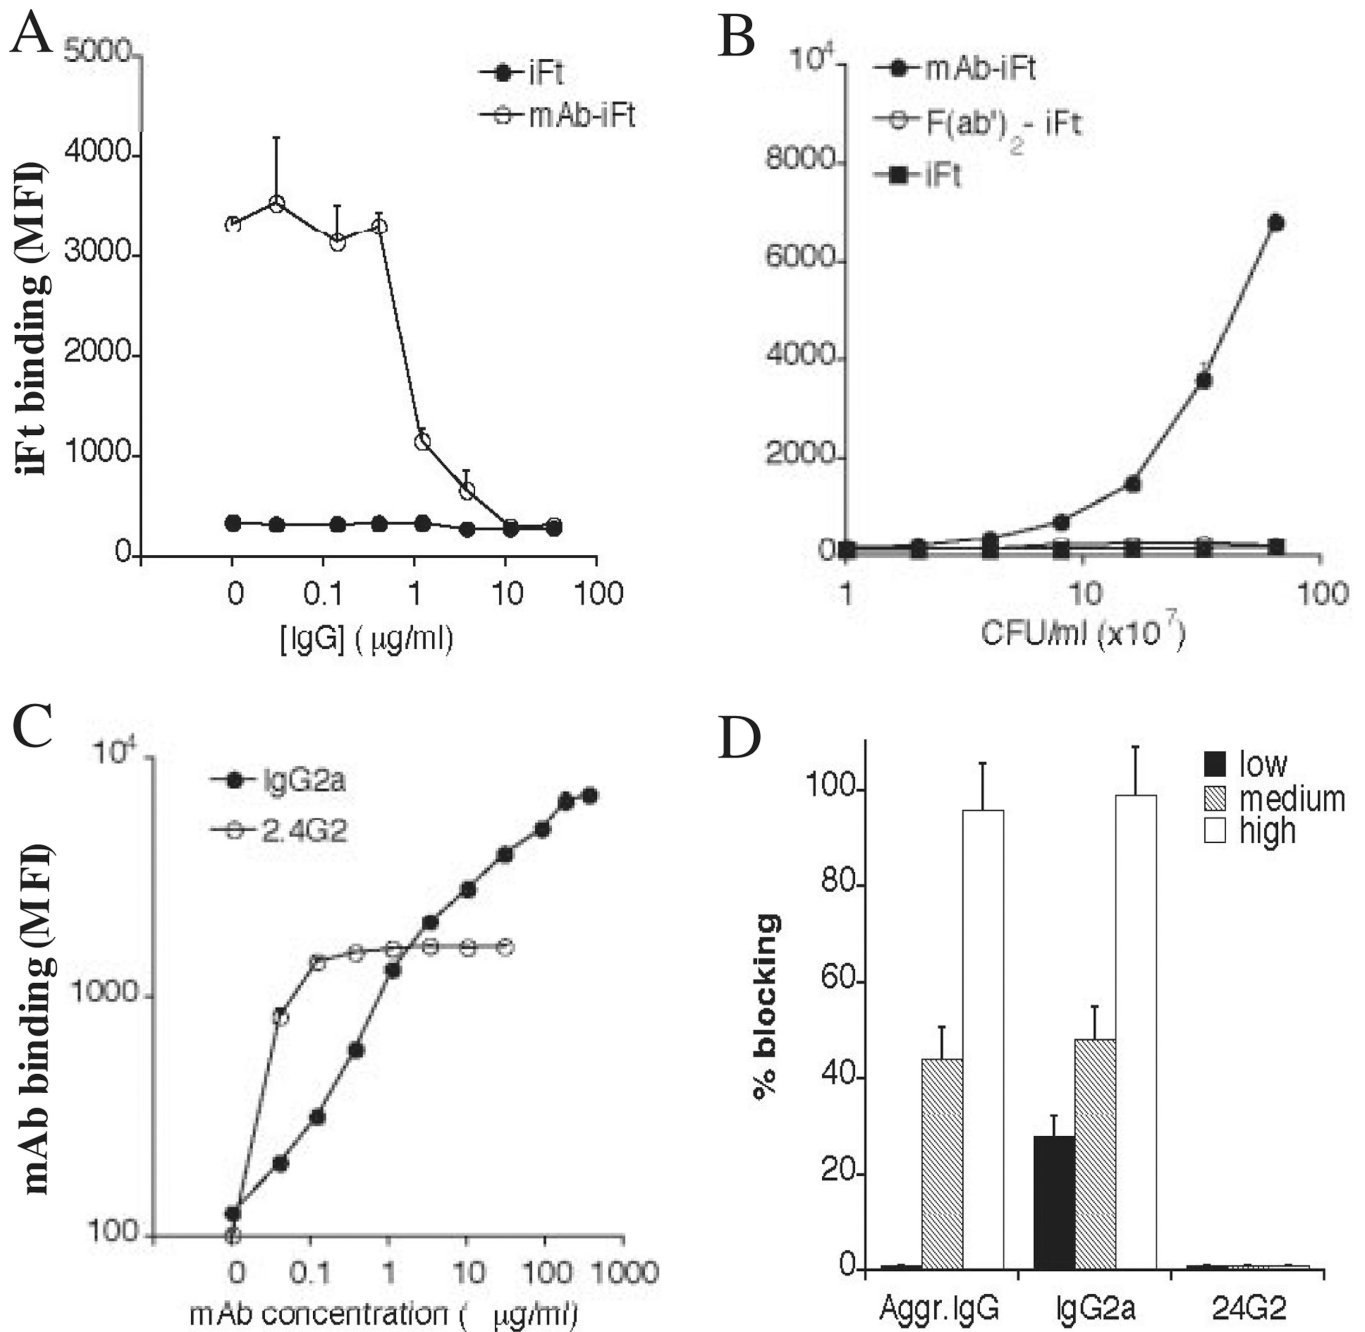 A
iFt binding (MFI)
5000
4000
3000
2000
1000
0
iFt
mAb-iFt
0 0.1 1 10 100
[IgG] ( μg/ml)
B
10⁴
8000
6000
4000
2000
0
mAb-iFt
F(ab')₂- iFt
iFt
1 10 100
CFU/ml (x10⁷)
C
mAb binding (MFI)
10⁴
1000
100
IgG2a
2.4G2
0 0.1 1 10 100 1000
mAb concentration ( μg/ml)
D
% blocking
100
80
60
40
20
0
low
medium
high
Aggr.IgG IgG2a 24G2